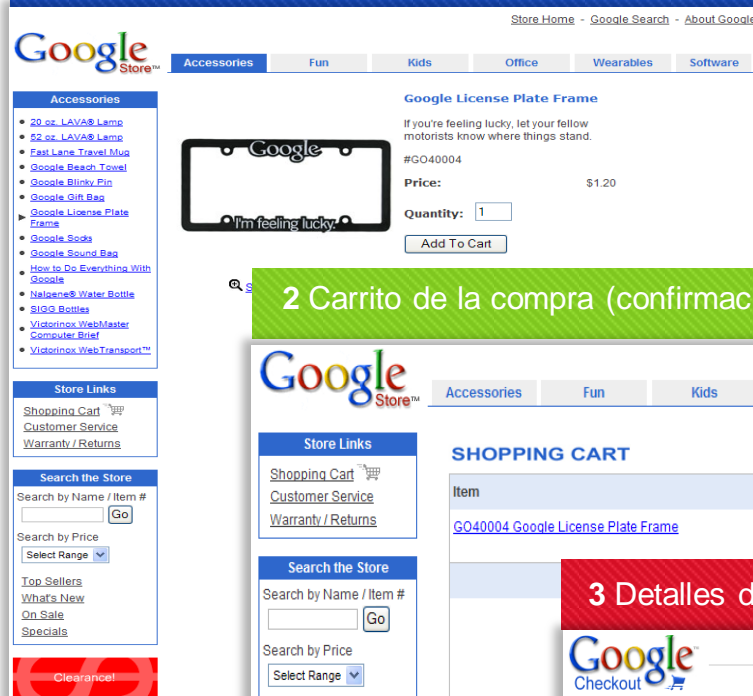 Store Home - Google Search - About Google
Google
Store™
Accessories Fun Kids Office Wearables Software
Accessories
20 oz. LAVA® Lamp
52 oz. LAVA® Lamp
Fast Lane Travel Mug
Google Beach Towel
Google Blinky Pin
Google Gift Bag
Google License Plate
Frame
Google Socks
Google Sound Bag
How to Do Everything With
Google
Nalgene® Water Bottle
SIGG Bottles
Victorinox WebMaster
Computer Brief
Victorinox WebTransport™
Google
I'm feeling lucky.
Google License Plate Frame
If you're feeling lucky, let your fellow
motorists know where things stand.
#GO40004
Price: $1.20
Quantity: 1
Add To Cart
Store Links
Shopping Cart
Customer Service
Warranty / Returns
Search the Store
Search by Name / Item #
Go
Search by Price
Select Range
Top Sellers
What's New
On Sale
Specials
Clearance!
2 Carrito de la compra (confirmac
Google
Store™
Accessories Fun Kids
Store Links
Shopping Cart
Customer Service
Warranty / Returns
Search the Store
Search by Name / Item #
Go
Search by Price
Select Range
SHOPPING CART
Item
GO40004 Google License Plate Frame
3 Detalles d
Google™
Checkout